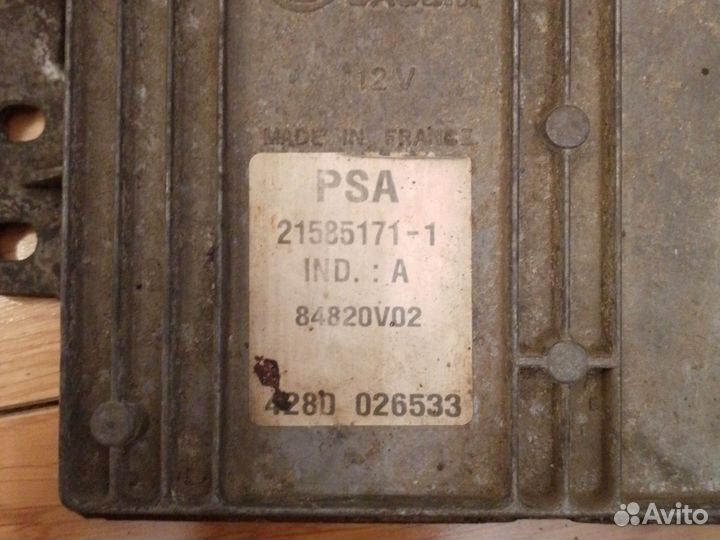 12V
MADE IN FRANCE
PSA
21585171-1
IND. : A
84820V02
428D 026533
Avito